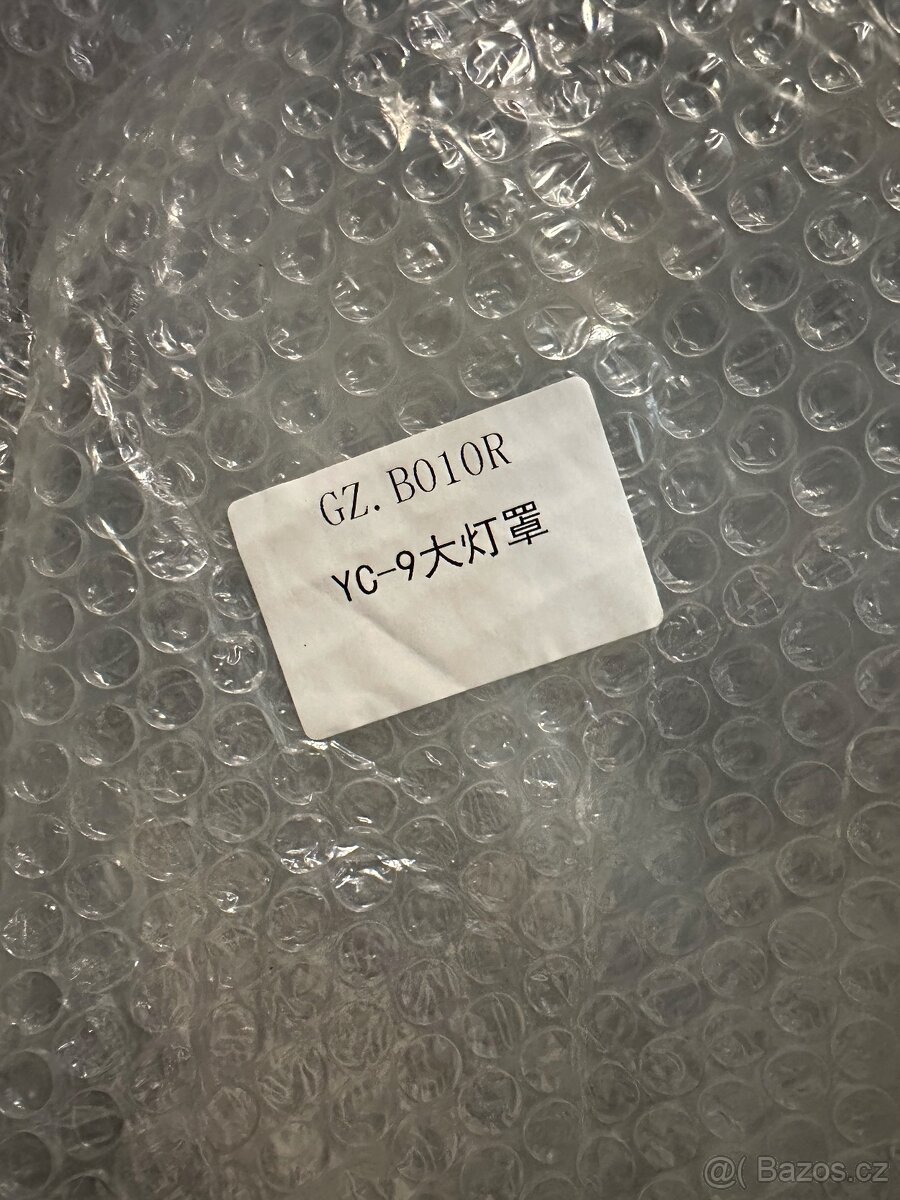 GZ. B010R
YC-9大灯罩
@( Bazos.cz